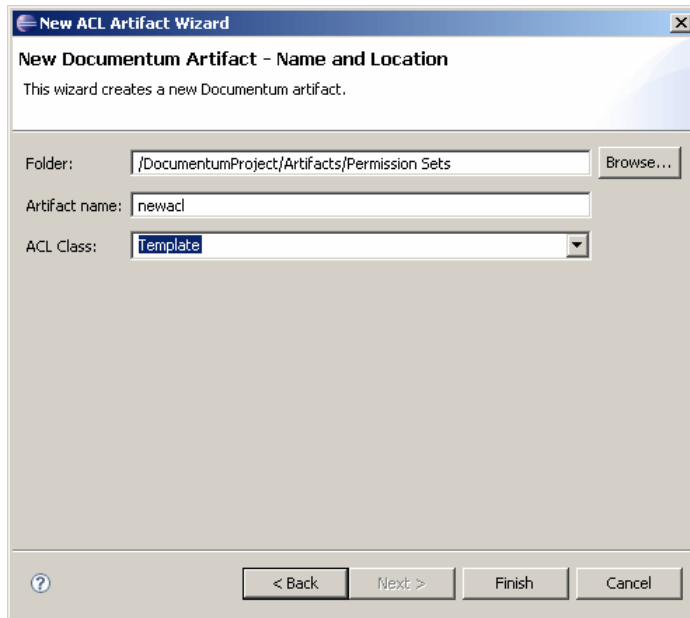 New ACL Artifact Wizard
New Documentum Artifact - Name and Location
This wizard creates a new Documentum artifact.
Folder: /DocumentumProject/Artifacts/Permission Sets Browse...
Artifact name: newacl
ACL Class: Template
? < Back Next > Finish Cancel